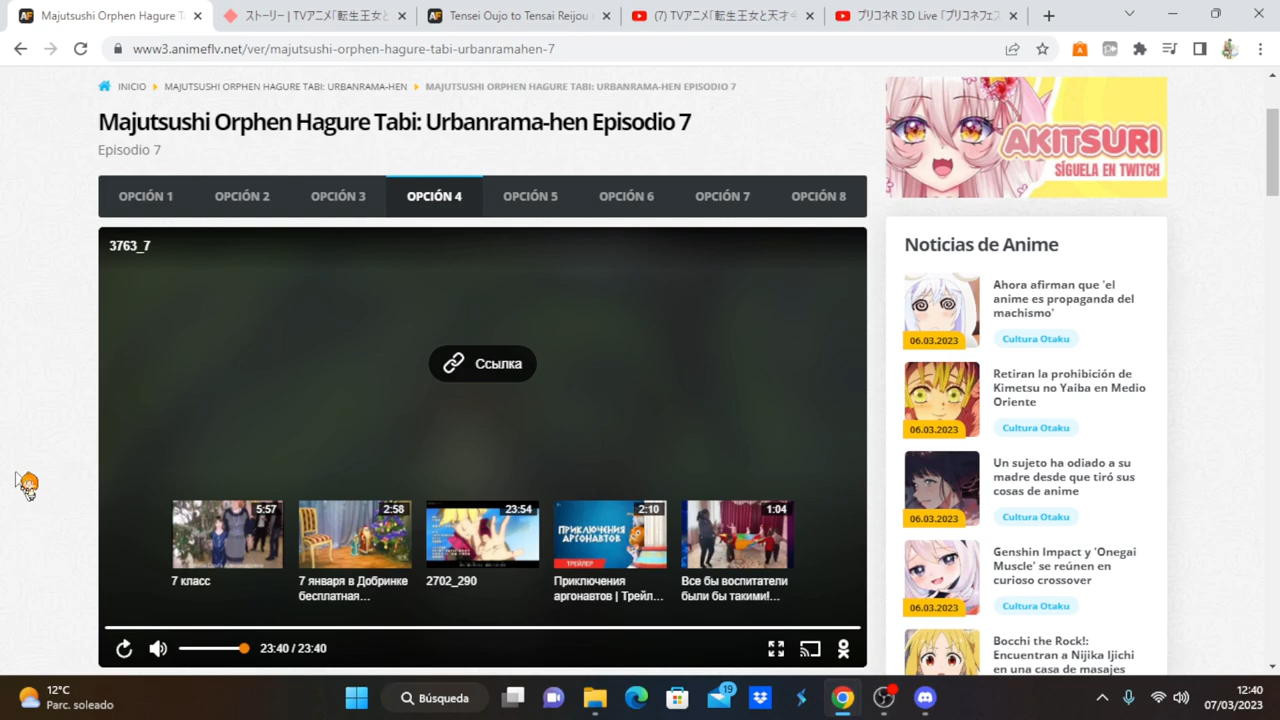 Majutsushi Orphen Hagure T
ストーリー | TVアニメ「転生王女と
Tensei Oujo to Tensai Reijou
(7) TVアニメ「転生王女と天才令
プリコネR 3D Live「プリコネフェス
www3.animeflv.net/ver/majutsushi-orphen-hagure-tabi-urbanramahen-7
INICIO MAJUTSUSHI ORPHEN HAGURE TABI: URBANRAMA-HEN MAJUTSUSHI ORPHEN HAGURE TABI: URBANRAMA-HEN EPISODIO 7
Majutsushi Orphen Hagure Tabi: Urbanrama-hen Episodio 7
Episodio 7
OPCIÓN 1 OPCIÓN 2 OPCIÓN 3 OPCIÓN 4 OPCIÓN 5 OPCIÓN 6 OPCIÓN 7 OPCIÓN 8
3763_7
Ссылка
5:57
7 класс
2:58
7 января в Добринке
бесплатная...
23:54
2702_290
ПРИКЛЮЧЕНИЯ
АРГОНАВТОВ
ТРЕЙЛЕР
2:10
Приключения
аргонавтов | Трейл...
1:04
Все бы воспитатели
были бы такими!...
23:40 / 23:40
AKITSURI
SÍGUELA EN TWITCH
Noticias de Anime
Ahora afirman que 'el
anime es propaganda del
machismo'
06.03.2023
Cultura Otaku
Retiran la prohibición de
Kimetsu no Yaiba en Medio
Oriente
06.03.2023
Cultura Otaku
Un sujeto ha odiado a su
madre desde que tiró sus
cosas de anime
06.03.2023
Cultura Otaku
Genshin Impact y 'Onegai
Muscle' se reúnen en
curioso crossover
06.03.2023
Cultura Otaku
Bocchi the Rock!:
Encuentran a Nijika Ijichi
en una casa de masajes
12°C
Parc. soleado
Búsqueda
19
12:40
07/03/2023